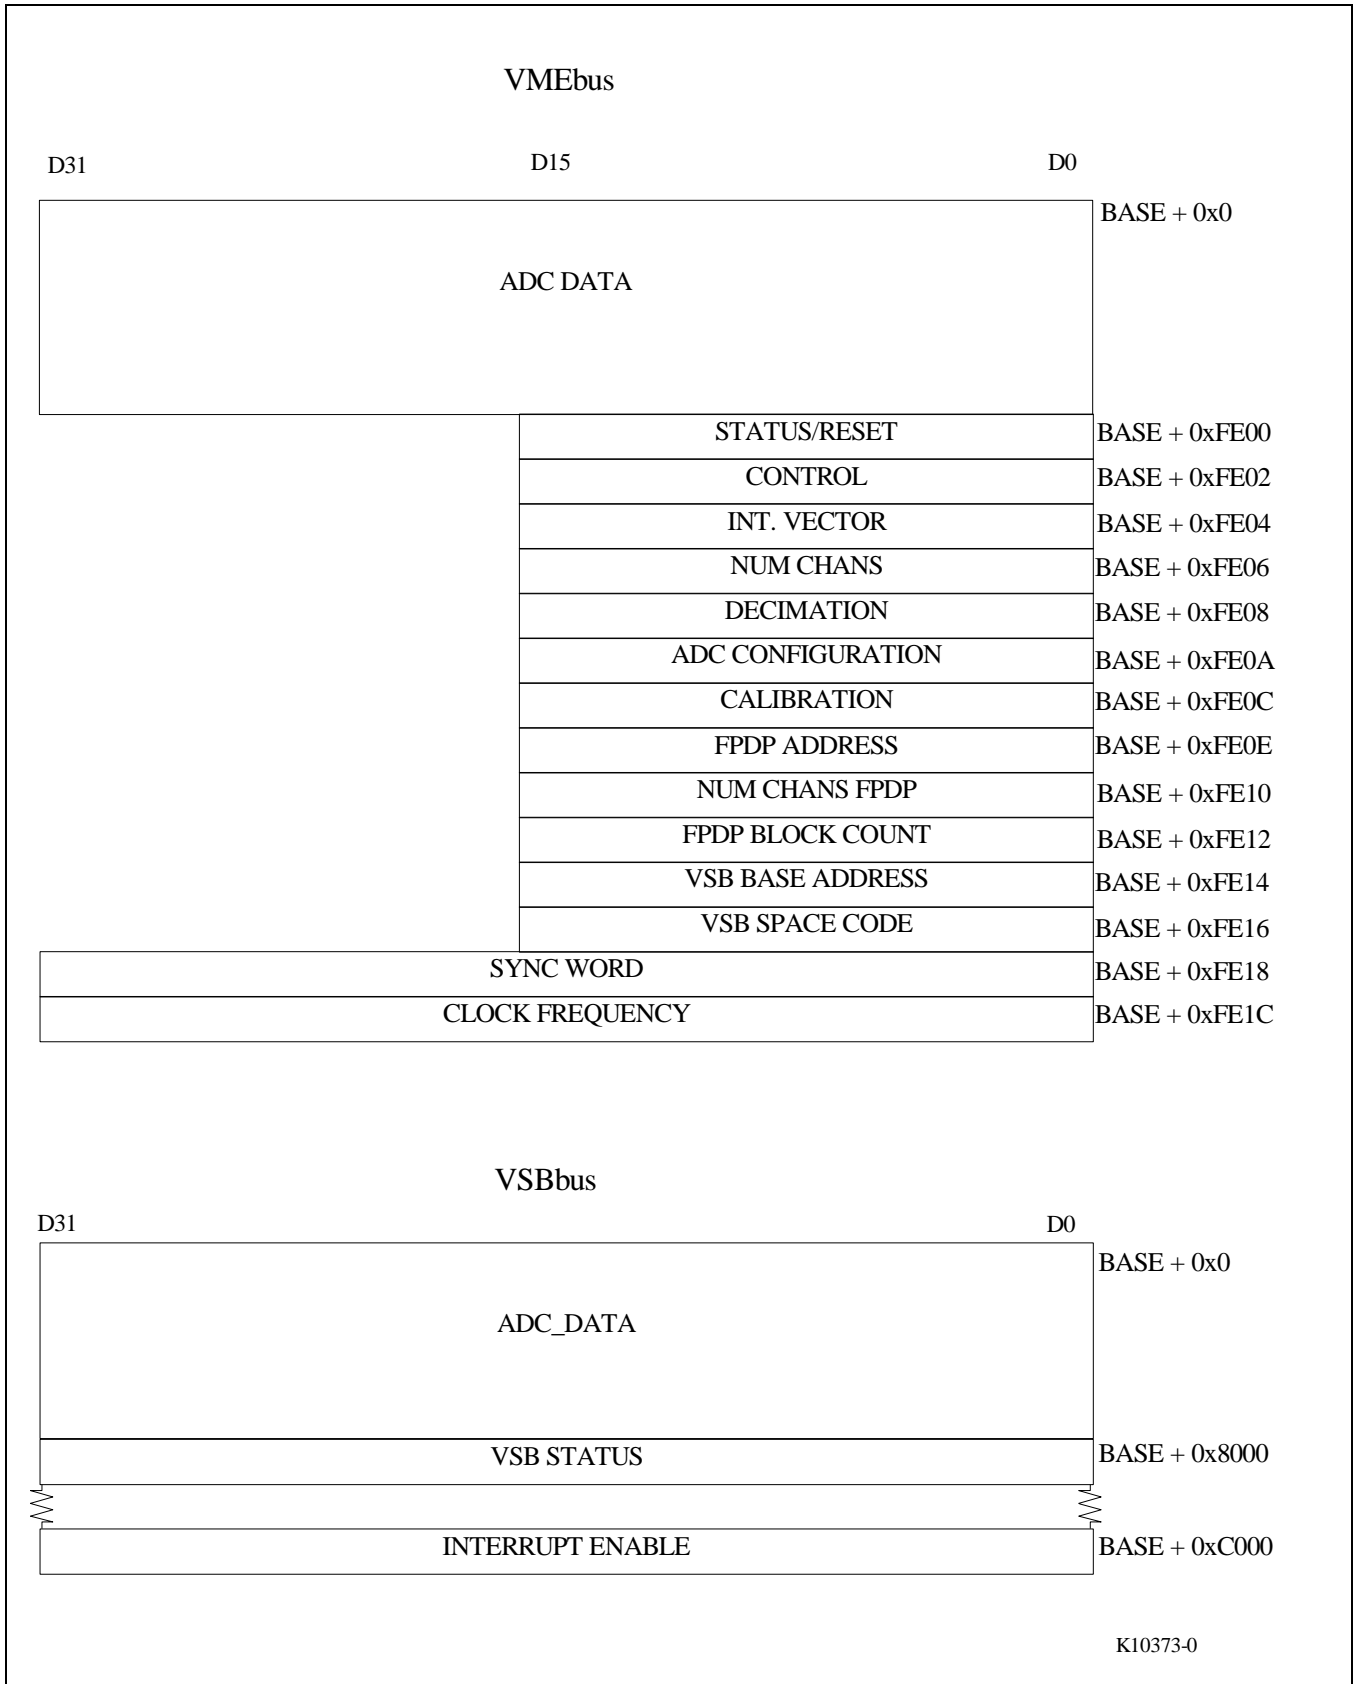 VMEbus
D31 D15 D0
BASE + 0x0
ADC DATA
STATUS/RESET BASE + 0xFE00
CONTROL BASE + 0xFE02
INT. VECTOR BASE + 0xFE04
NUM CHANS BASE + 0xFE06
DECIMATION BASE + 0xFE08
ADC CONFIGURATION BASE + 0xFE0A
CALIBRATION BASE + 0xFE0C
FPDP ADDRESS BASE + 0xFE0E
NUM CHANS FPDP BASE + 0xFE10
FPDP BLOCK COUNT BASE + 0xFE12
VSB BASE ADDRESS BASE + 0xFE14
VSB SPACE CODE BASE + 0xFE16
SYNC WORD BASE + 0xFE18
CLOCK FREQUENCY BASE + 0xFE1C
VSBbus
D31 D0
BASE + 0x0
ADC_DATA
VSB STATUS BASE + 0x8000
INTERRUPT ENABLE BASE + 0xC000
K10373-0